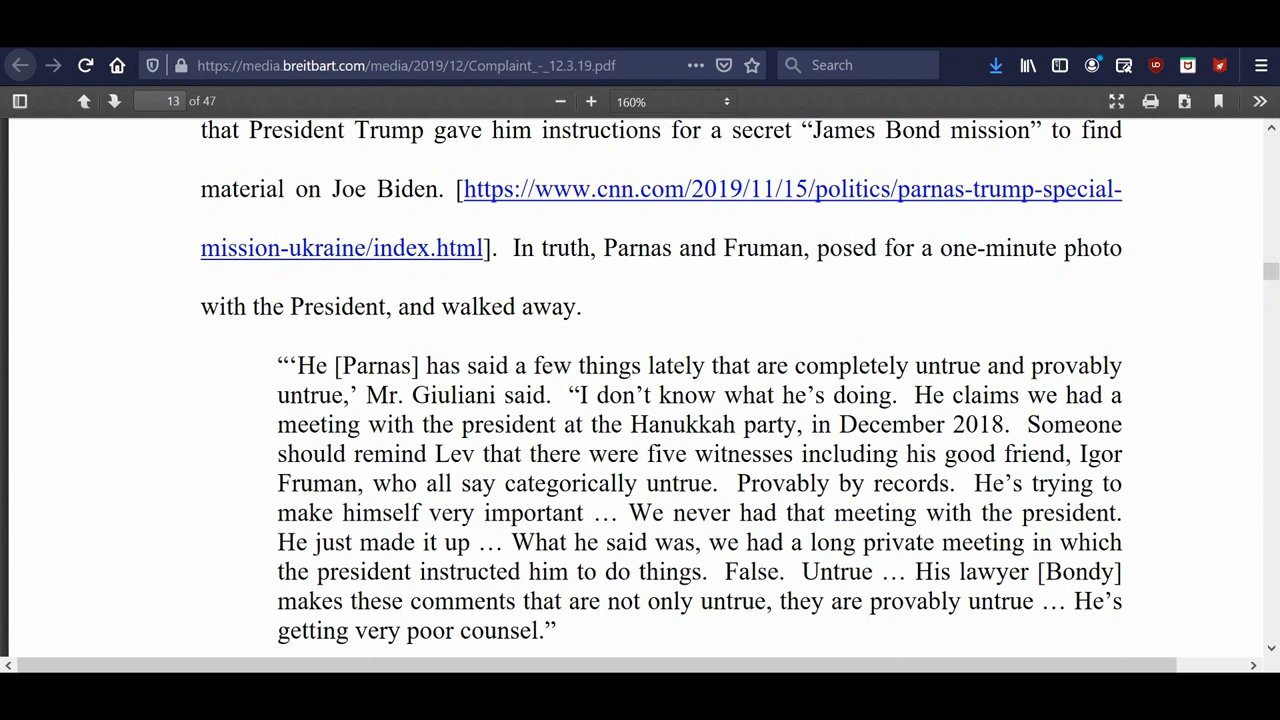 https://media.breitbart.com/media/2019/12/Complaint_-_12.3.19.pdf
Search
13 of 47
160%
that President Trump gave him instructions for a secret “James Bond mission” to find
material on Joe Biden. [https://www.cnn.com/2019/11/15/politics/parnas-trump-special-
mission-ukraine/index.html]. In truth, Parnas and Fruman, posed for a one-minute photo
with the President, and walked away.
“‘He [Parnas] has said a few things lately that are completely untrue and provably
untrue,’ Mr. Giuliani said. “I don’t know what he’s doing. He claims we had a
meeting with the president at the Hanukkah party, in December 2018. Someone
should remind Lev that there were five witnesses including his good friend, Igor
Fruman, who all say categorically untrue. Provably by records. He’s trying to
make himself very important … We never had that meeting with the president.
He just made it up … What he said was, we had a long private meeting in which
the president instructed him to do things. False. Untrue … His lawyer [Bondy]
makes these comments that are not only untrue, they are provably untrue … He’s
getting very poor counsel.”